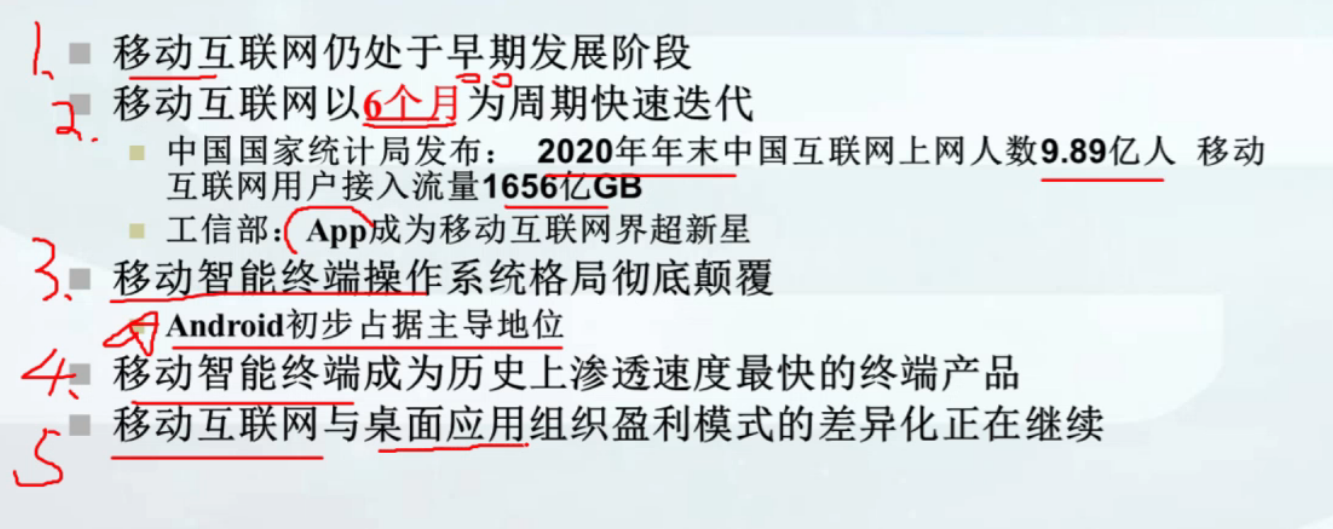 1. 移动互联网仍处于早期发展阶段
2. 移动互联网以6个月为周期快速迭代
中国国家统计局发布： 2020年年末中国互联网上网人数9.89亿人 移动
互联网用户接入流量1656亿GB
工信部：App成为移动互联网界超新星
3. 移动智能终端操作系统格局彻底颠覆
Android初步占据主导地位
4. 移动智能终端成为历史上渗透速度最快的终端产品
5 移动互联网与桌面应用组织盈利模式的差异化正在继续